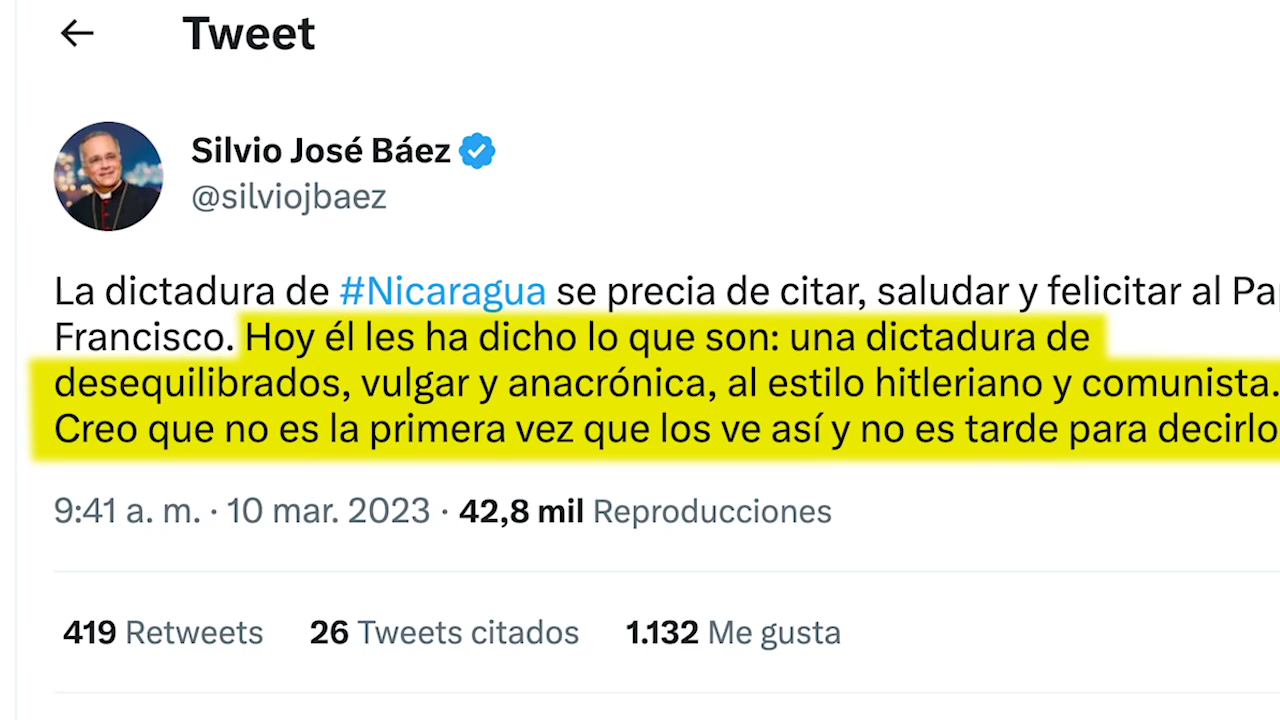 Tweet
Silvio José Báez
@silviojbaez
La dictadura de #Nicaragua se precia de citar, saludar y felicitar al
Francisco. Hoy él les ha dicho lo que son: una dictadura de
desequilibrados, vulgar y anacrónica, al estilo hitleriano y comunista.
Creo que no es la primera vez que los ve así y no es tarde para decirlo
9:41 a. m. · 10 mar. 2023 · 42,8 mil Reproducciones
419 Retweets 26 Tweets citados 1.132 Me gusta